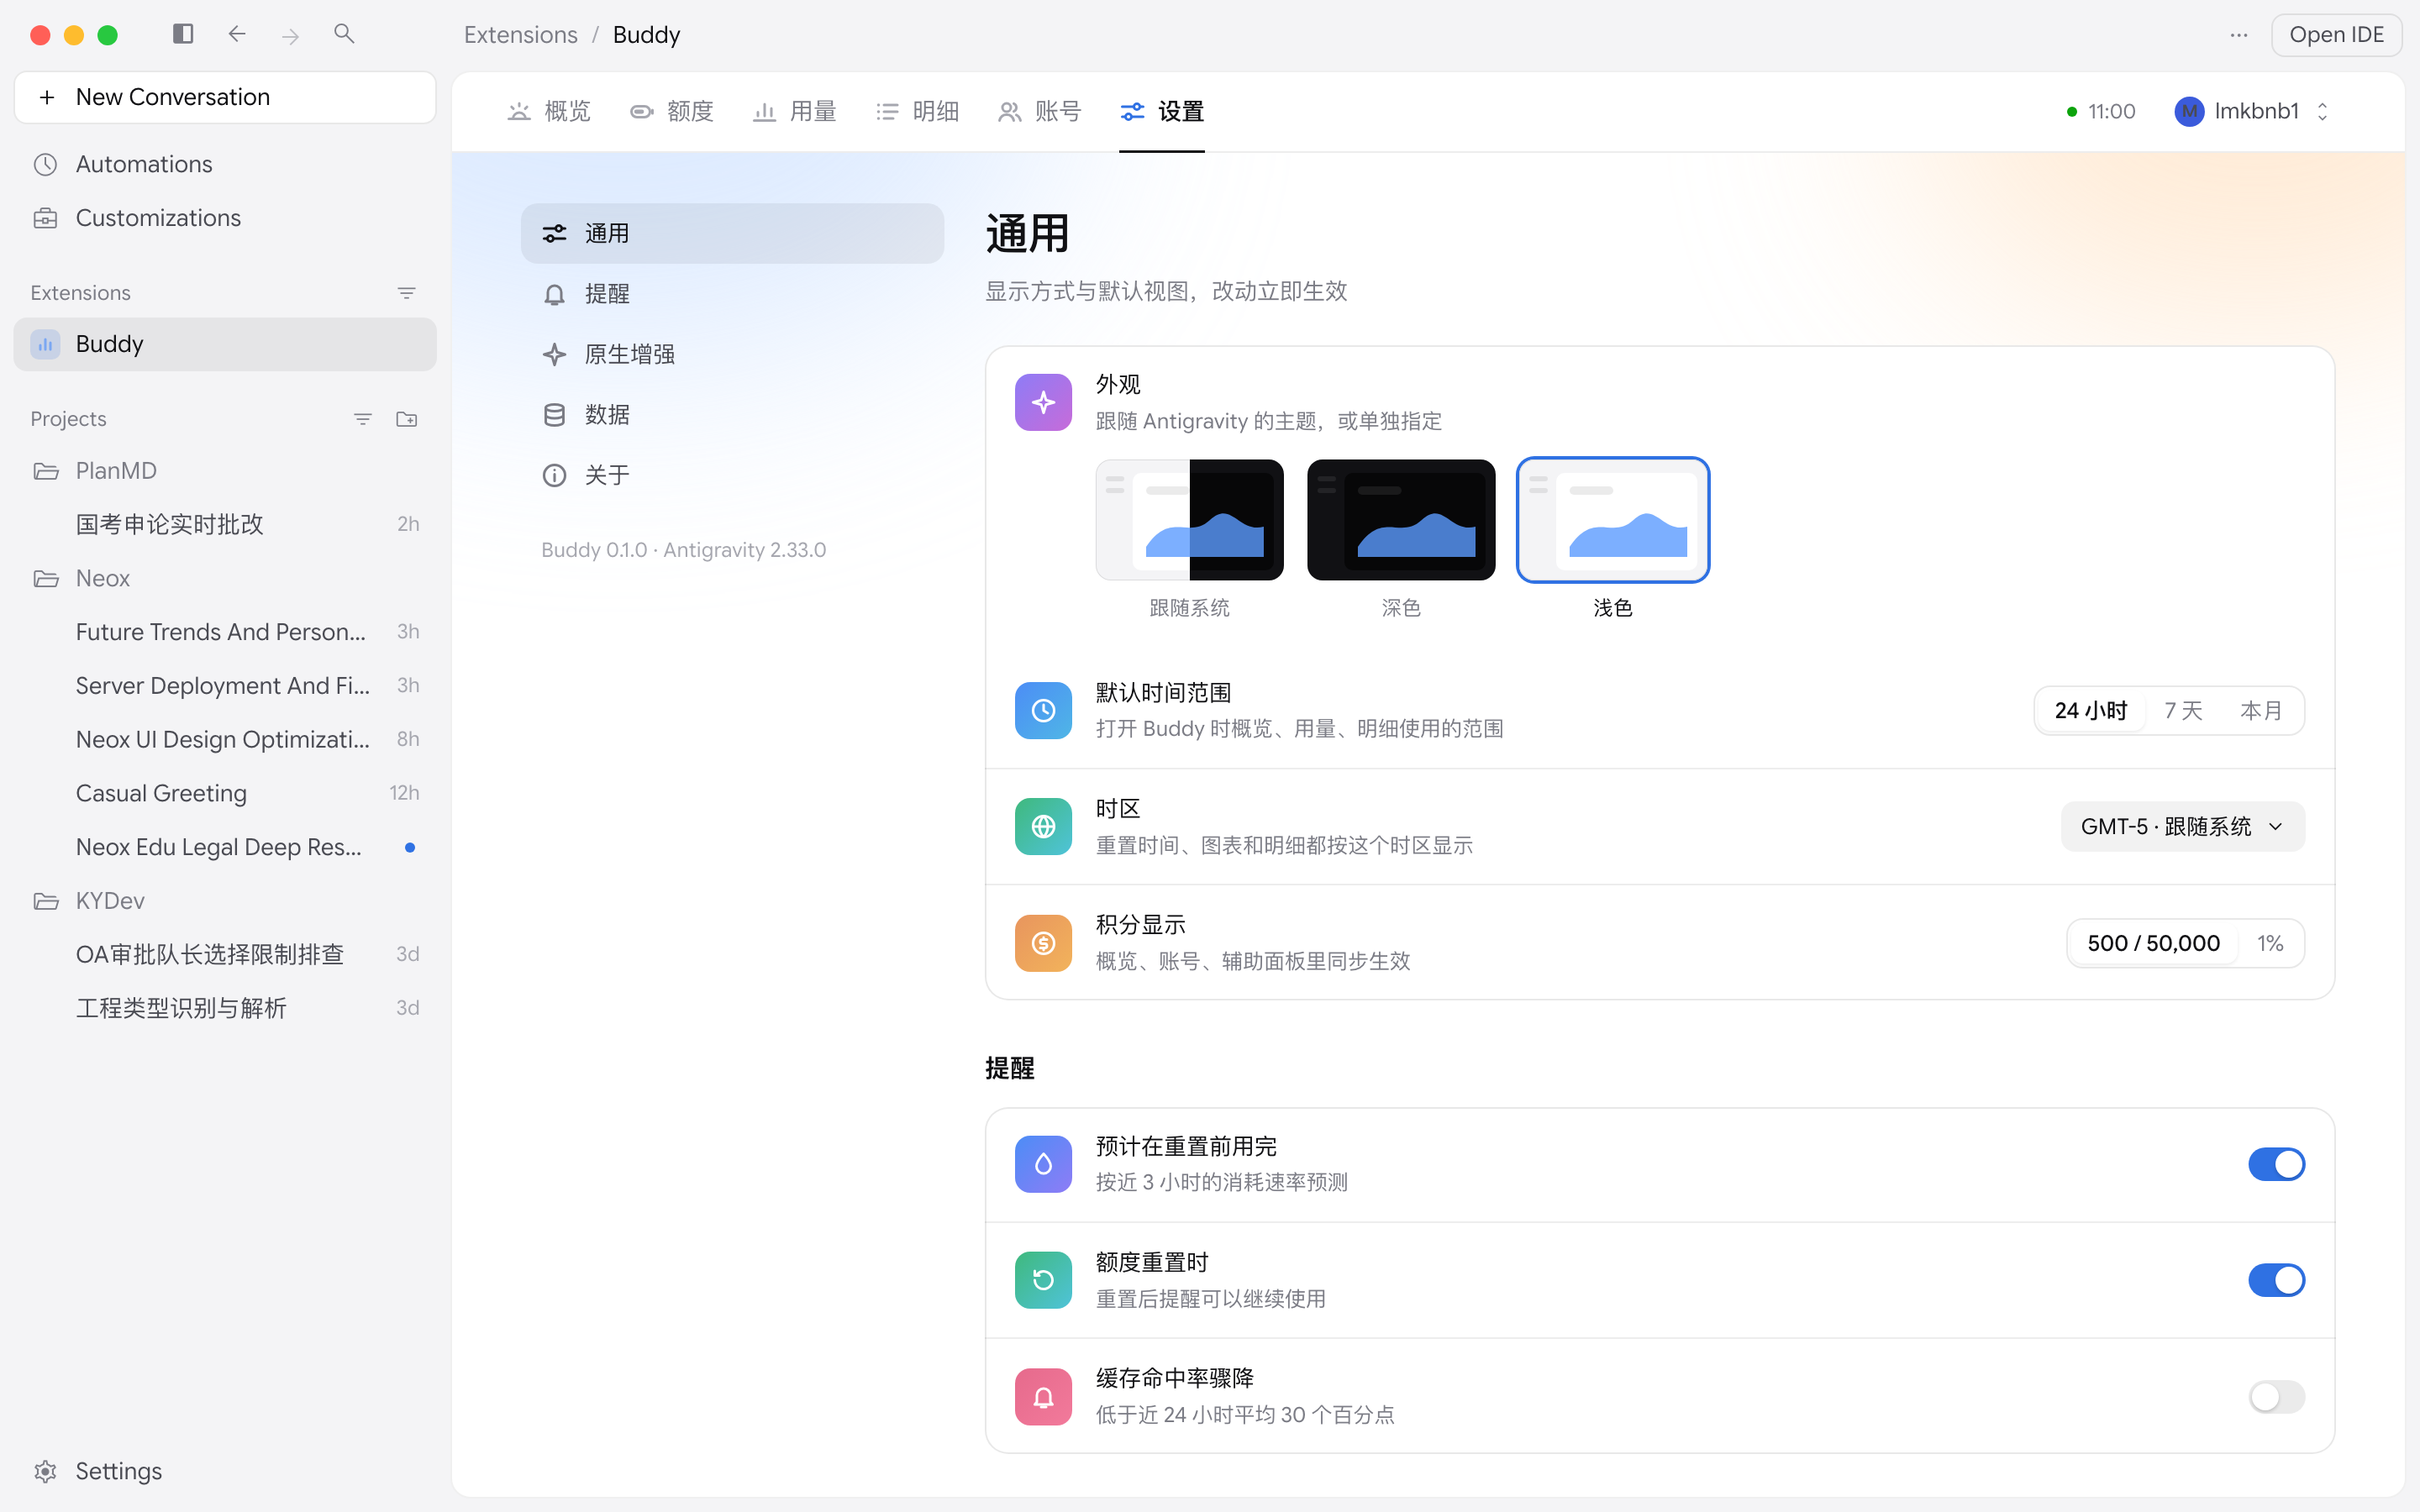 Extensions / Buddy
Open IDE
New Conversation
Automations
Customizations
Extensions
Buddy
Projects
PlanMD
国考申论实时批改 2h
Neox
Future Trends And Person... 3h
Server Deployment And Fi... 3h
Neox UI Design Optimizati... 8h
Casual Greeting 12h
Neox Edu Legal Deep Res...
KYDev
OA审批队长选择限制排查 3d
工程类型识别与解析 3d
Settings
概览 额度 用量 明细 账号 设置
11:00 M lmkbnb1
通用
提醒
原生增强
数据
关于
Buddy 0.1.0 · Antigravity 2.33.0
通用
显示方式与默认视图，改动立即生效
外观
跟随 Antigravity 的主题，或单独指定
跟随系统 深色 浅色
默认时间范围
打开 Buddy 时概览、用量、明细使用的范围
24 小时 7 天 本月
时区
重置时间、图表和明细都按这个时区显示
GMT-5 · 跟随系统
积分显示
概览、账号、辅助面板里同步生效
500 / 50,000 1%
提醒
预计在重置前用完
按近 3 小时的消耗速率预测
额度重置时
重置后提醒可以继续使用
缓存命中率骤降
低于近 24 小时平均 30 个百分点